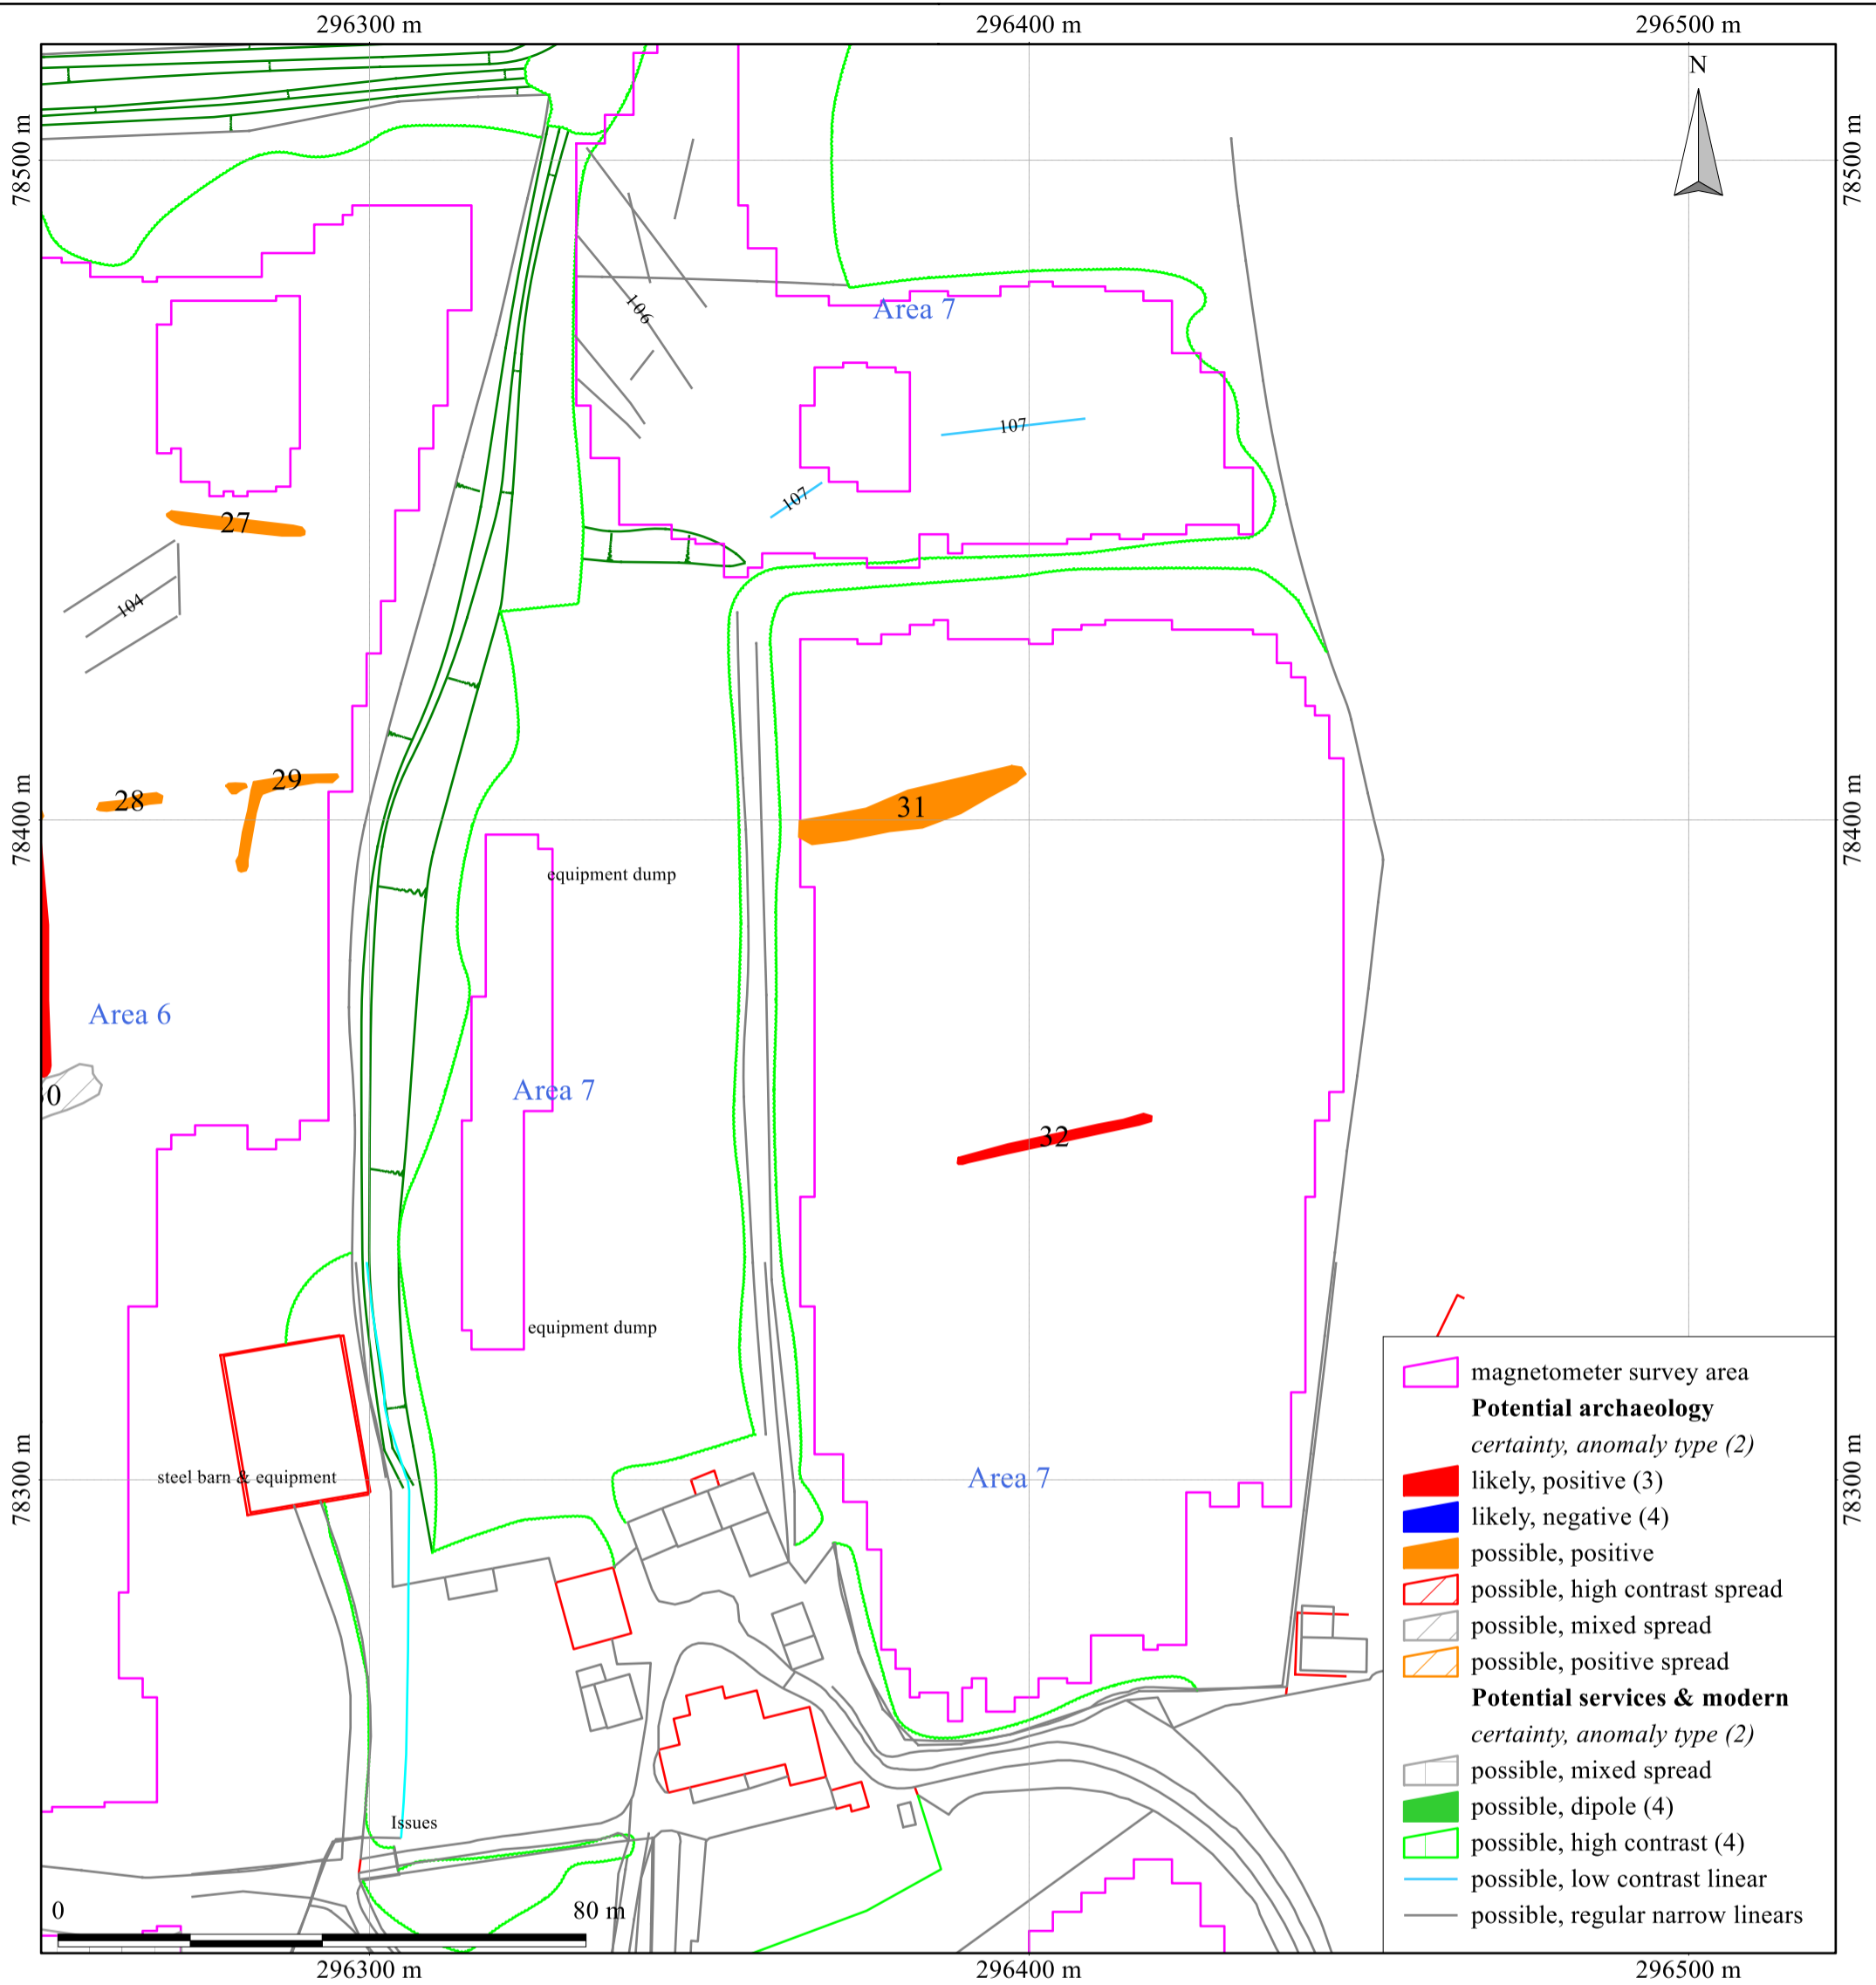 296300 m
296400 m
296500 m
N
78500 m
78500 m
Area 7
106
107
107
27
104
29
28
31
78400 m
78400 m
equipment dump
Area 6
Area 7
0
32
equipment dump
steel barn & equipment
Area 7
78300 m
78300 m
Issues
0
80 m
magnetometer survey area
Potential archaeology
certainty, anomaly type (2)
likely, positive (3)
likely, negative (4)
possible, positive
possible, high contrast spread
possible, mixed spread
possible, positive spread
Potential services & modern
certainty, anomaly type (2)
possible, mixed spread
possible, dipole (4)
possible, high contrast (4)
possible, low contrast linear
possible, regular narrow linears
296300 m
296400 m
296500 m